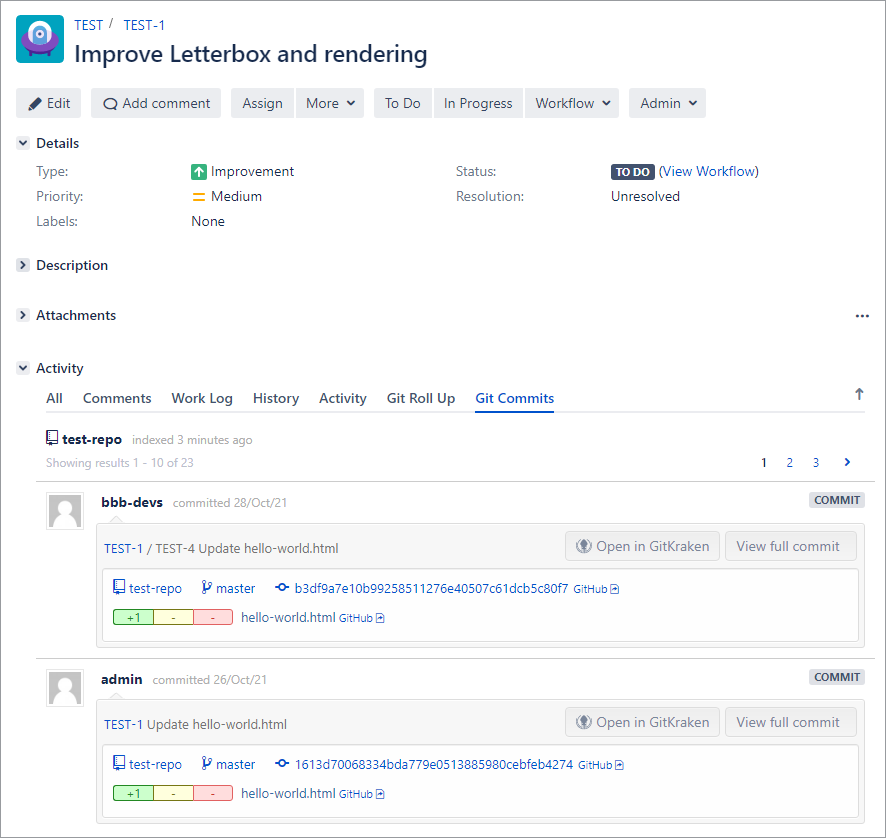 TEST / TEST-1
Improve Letterbox and rendering
Edit Add comment Assign More To Do In Progress Workflow Admin
Details
Type: Improvement Status: TO DO (View Workflow)
Priority: Medium Resolution: Unresolved
Labels: None
Description
Attachments
Activity
All Comments Work Log History Activity Git Roll Up Git Commits
test-repo indexed 3 minutes ago
Showing results 1 - 10 of 23 1 2 3
bbb-devs committed 28/Oct/21 COMMIT
TEST-1 / TEST-4 Update hello-world.html Open in GitKraken View full commit
test-repo master b3df9a7e10b99258511276e40507c61dcb5c80f7 GitHub
+1 - - hello-world.html GitHub
admin committed 26/Oct/21 COMMIT
TEST-1 Update hello-world.html Open in GitKraken View full commit
test-repo master 1613d70068334bda779e0513885980cebfeb4274 GitHub
+1 - - hello-world.html GitHub